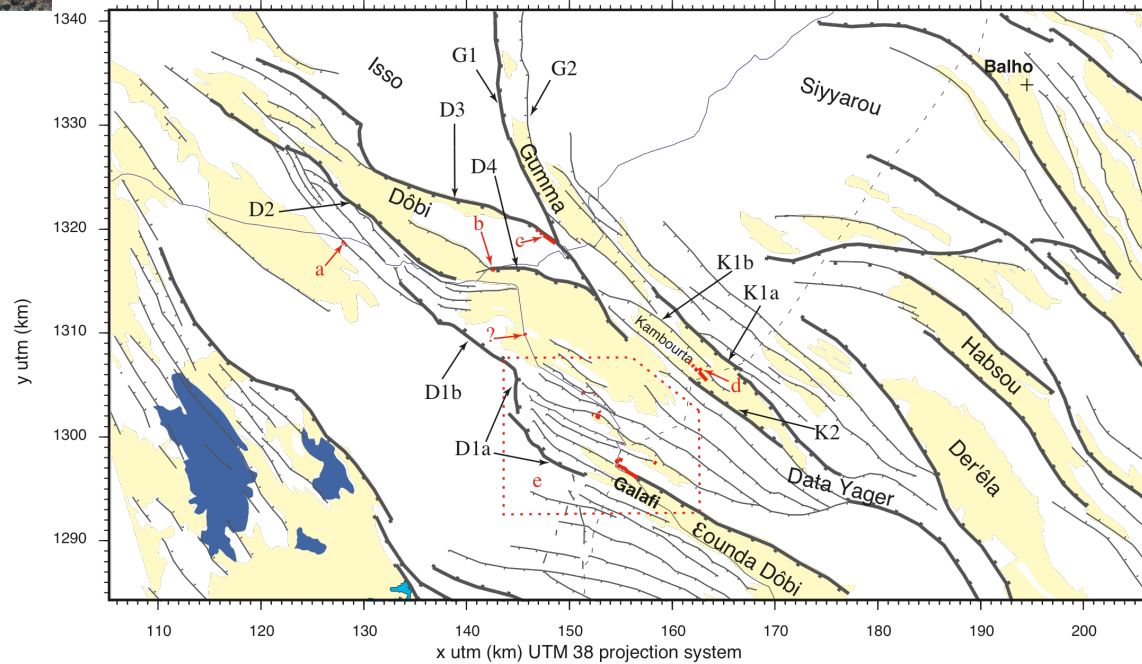 1340
1330
1320
1310
1300
1290
y utm (km)
Isso
G1
G2
Balho
Siyyarou
D3
D4
Gumma
Dôbi
D2
b
c
a
K1b
K1a
?
Kambourta
Habsou
D1b
d
K2
D1a
e
Galafi
Data Yager
Der'êla
Ɛounda Dôbi
110
120
130
140
150
160
170
180
190
200
x utm (km) UTM 38 projection system